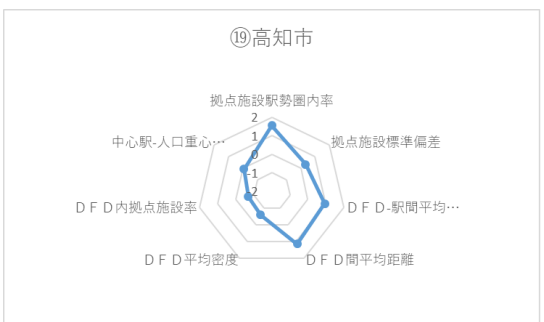 ⑲高知市
拠点施設駅勢圏内率
2
中心駅-人口重心…
1
拠点施設標準偏差
0
-1
-2
ＤＦＤ内拠点施設率
ＤＦＤ-駅間平均…
ＤＦＤ平均密度
ＤＦＤ間平均距離